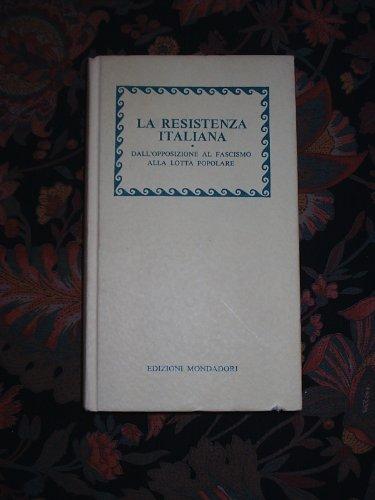 LA RESISTENZA
ITALIANA
DALL'OPPOSIZIONE AL FASCISMO
ALLA LOTTA POPOLARE
EDIZIONI MONDADORI